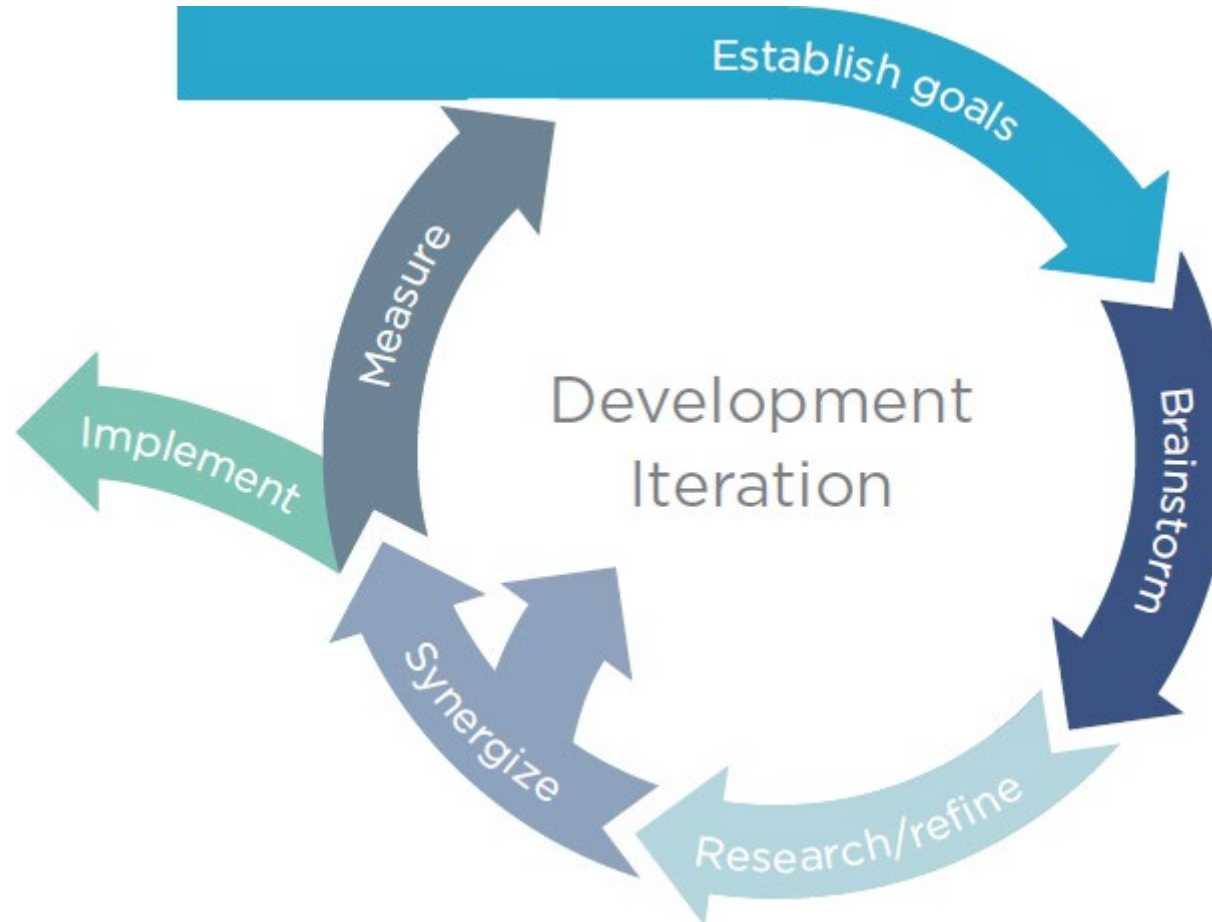 Establish goals
Brainstorm
Research/refine
Synergize
Implement
Measure
Development
Iteration